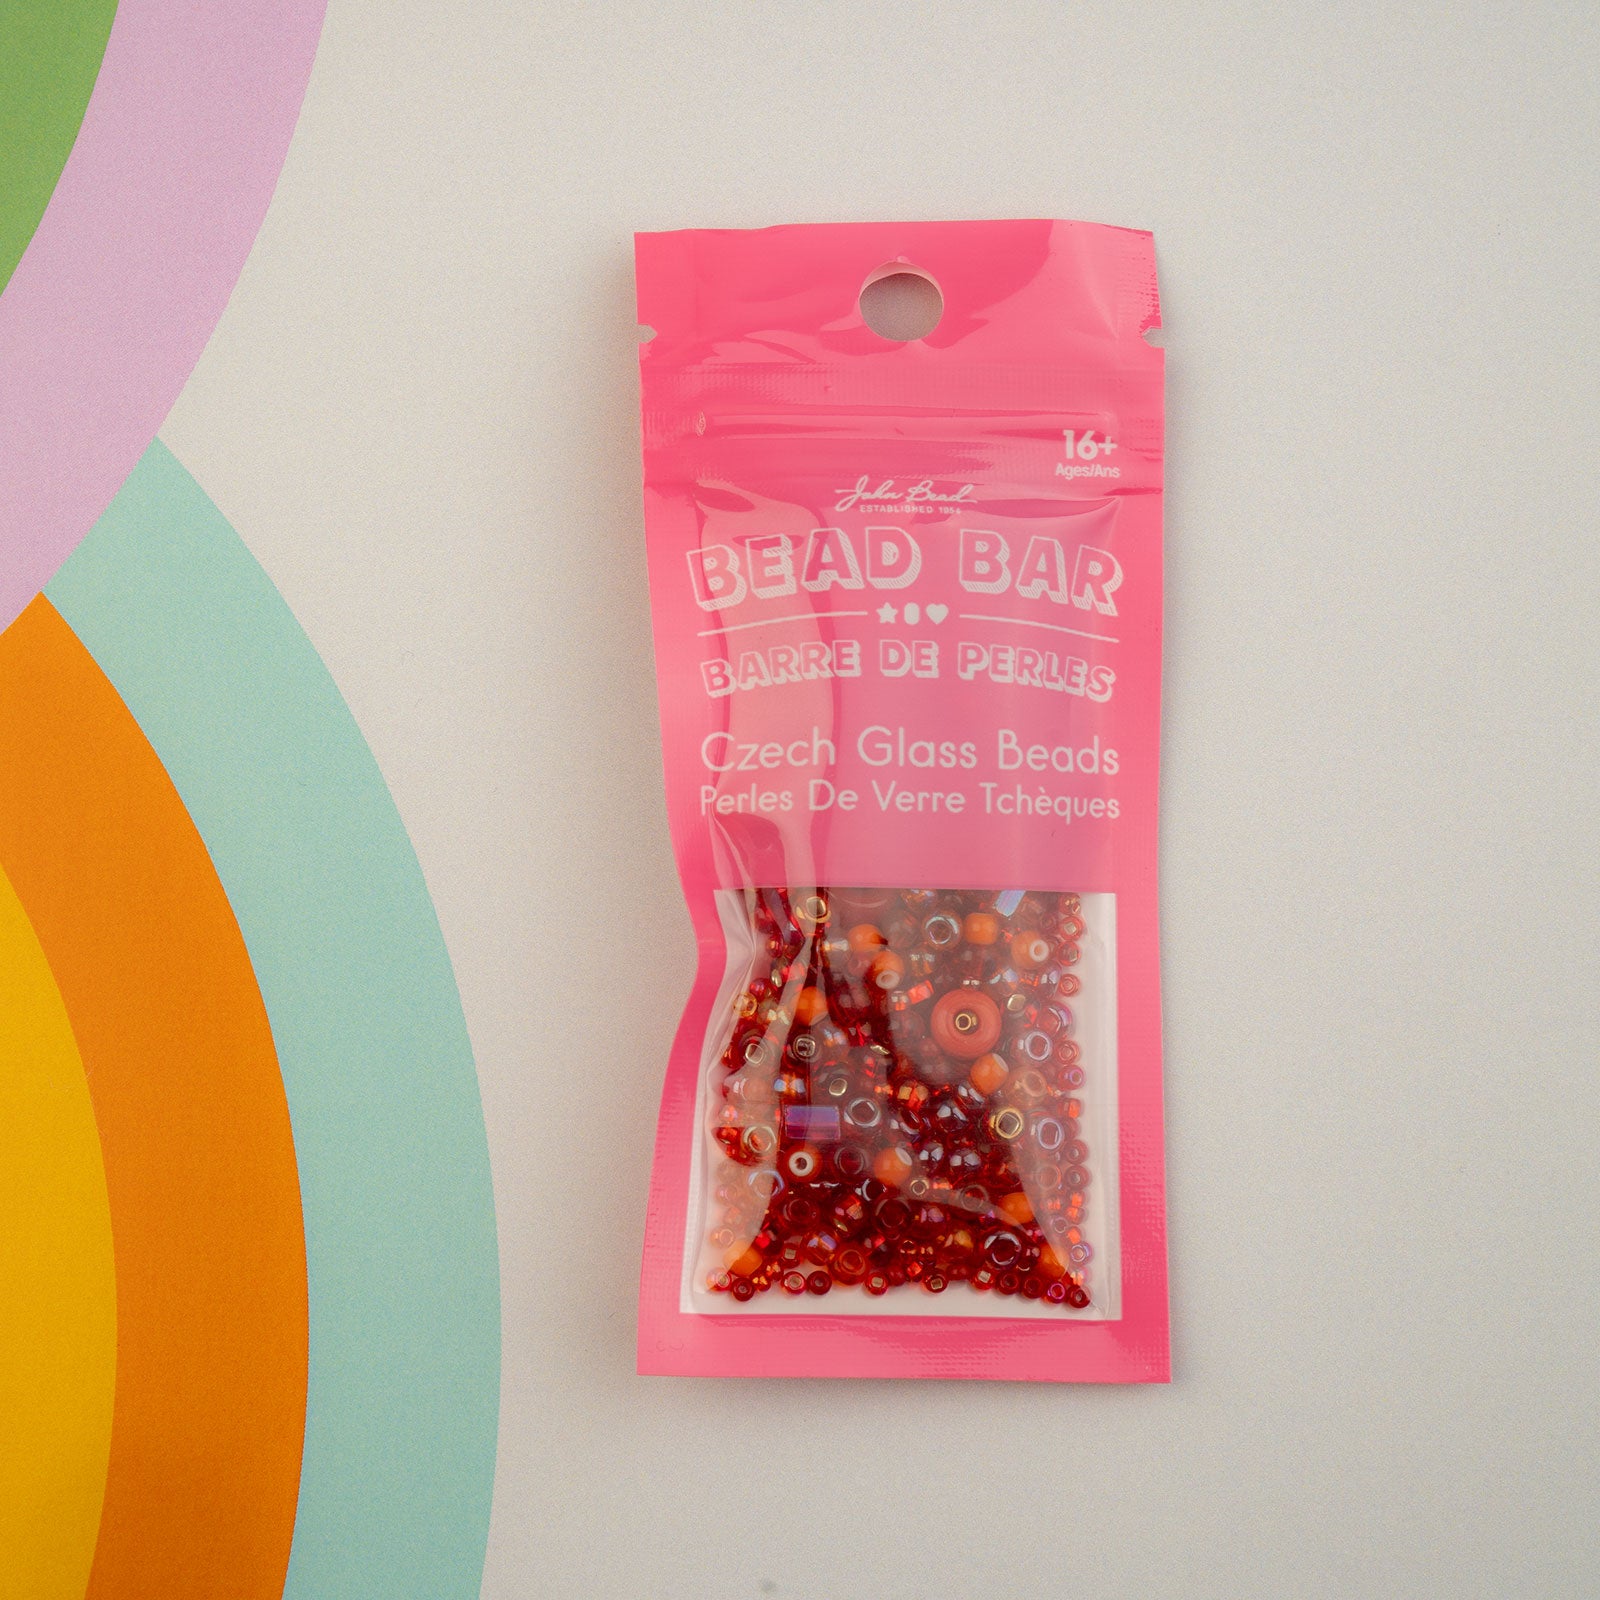 16+
Ages/Ans
John Bead
ESTABLISHED 1954
BEAD BAR
BARRE DE PERLES
Czech Glass Beads
Perles De Verre Tchèques